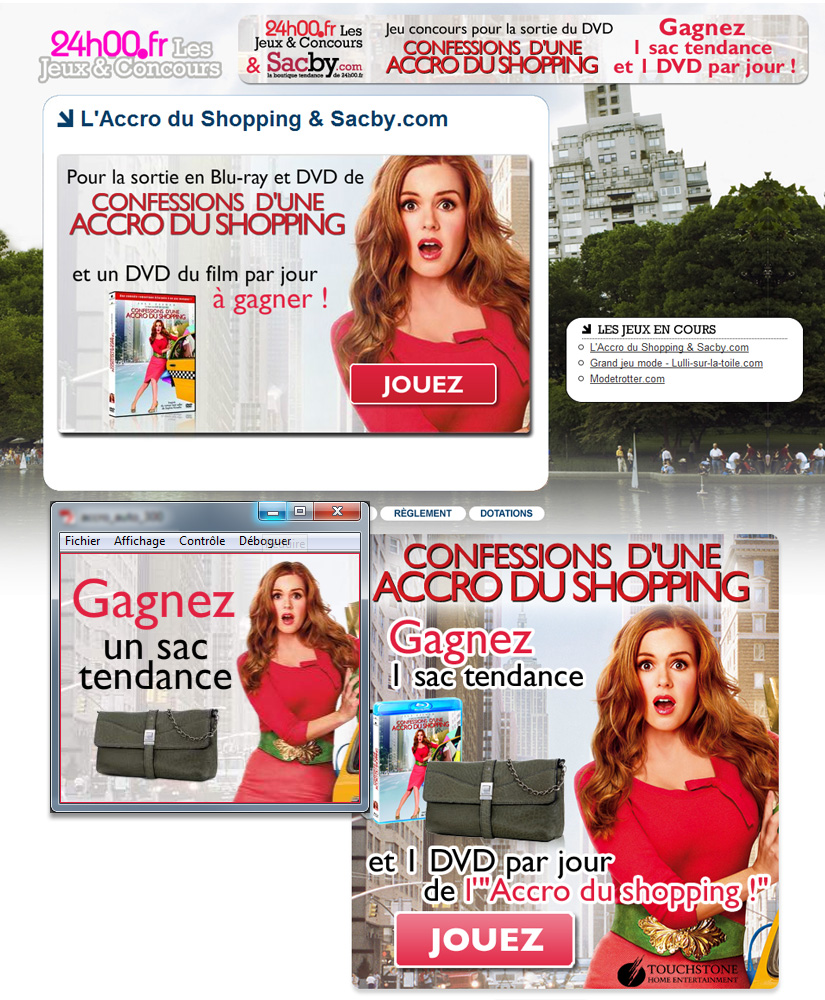 24h00.fr Les
Jeux & Concours
24h00.fr Les
Jeux & Concours
& Sacby.com
la boutique tendance de 24h00.fr
Jeu concours pour la sortie du DVD
CONFESSIONS D'UNE
ACCRO DU SHOPPING
Gagnez
1 sac tendance
et 1 DVD par jour !
L'Accro du Shopping & Sacby.com
Pour la sortie en Blu-ray et DVD de
CONFESSIONS D'UNE
ACCRO DU SHOPPING
et un DVD du film par jour
à gagner !
CONFESSIONS D'UNE
ACCRO DU SHOPPING
JOUEZ
LES JEUX EN COURS
L'Accro du Shopping & Sacby.com
Grand jeu mode - Lulli-sur-la-toile.com
Modetrotter.com
RÈGLEMENT
DOTATIONS
Fichier Affichage Contrôle Déboguer
Gagnez
un sac
tendance
CONFESSIONS D'UNE
ACCRO DU SHOPPING
Gagnez
1 sac tendance
CONFESSIONS D'UNE
ACCRO DU SHOPPING
et 1 DVD par jour
de l'"Accro du shopping !"
JOUEZ
TOUCHSTONE
HOME ENTERTAINMENT